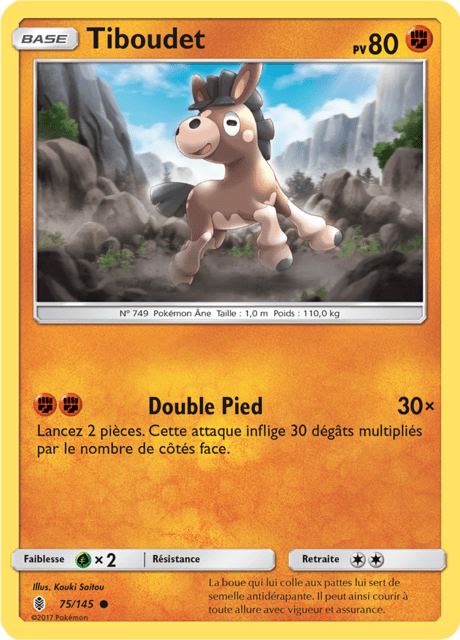 BASE Tiboudet PV 80
N° 749 Pokémon Âne Taille : 1,0 m Poids : 110,0 kg
Double Pied 30×
Lancez 2 pièces. Cette attaque inflige 30 dégâts multipliés
par le nombre de côtés face.
Faiblesse × 2 Résistance Retraite
Illus. Kouki Saitou
75/145
©2017 Pokémon
La boue qui lui colle aux pattes lui sert de
semelle antidérapante. Il peut ainsi courir à
toute allure avec vigueur et assurance.